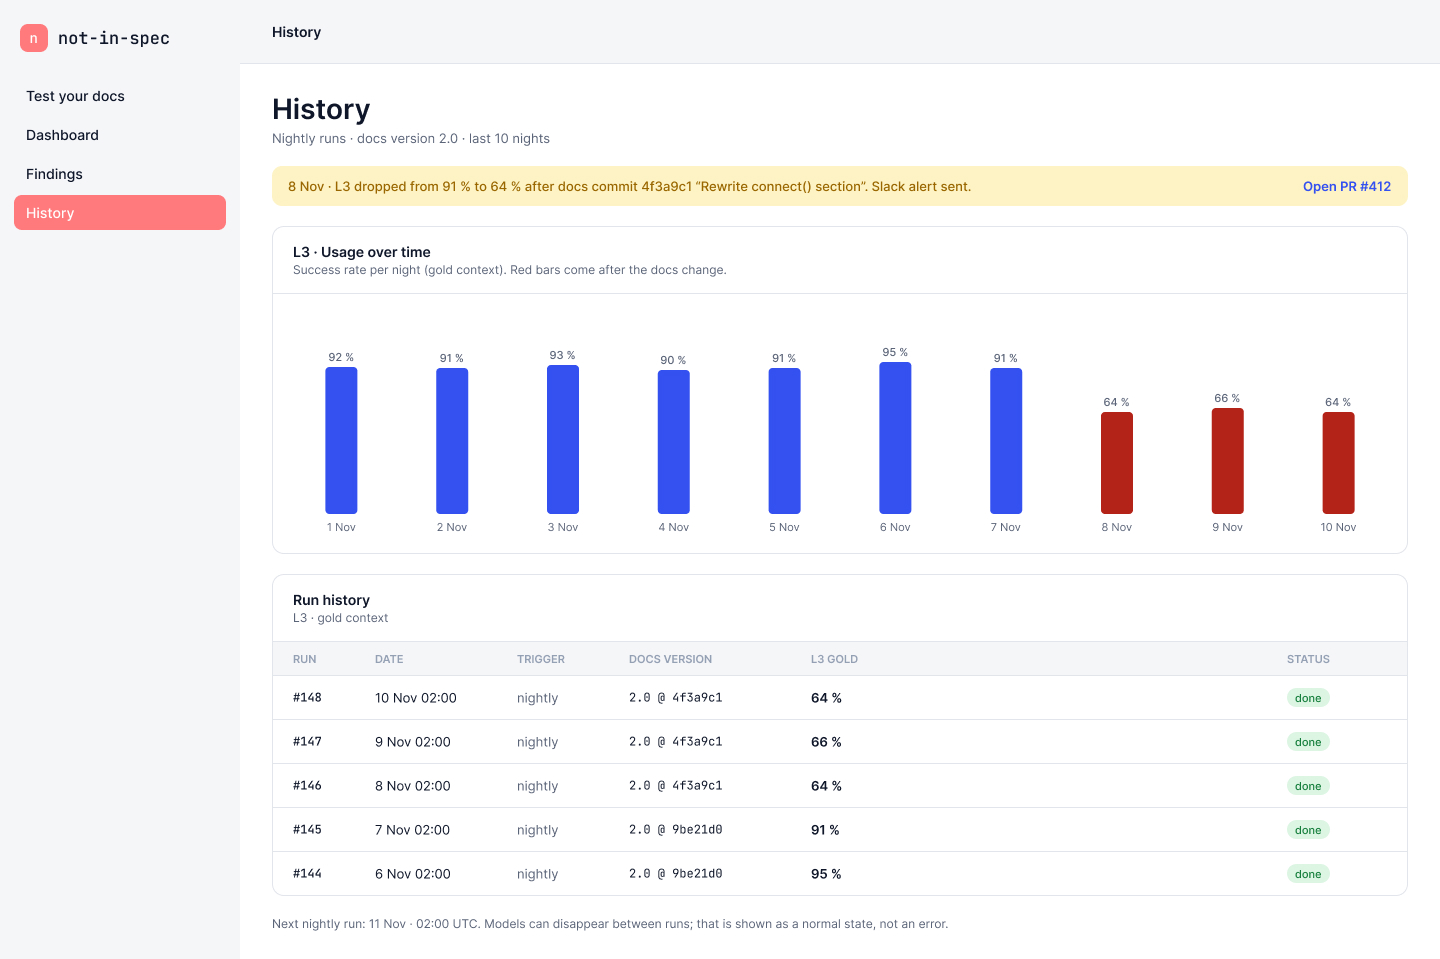 n not-in-spec
Test your docs
Dashboard
Findings
History
History
History
Nightly runs · docs version 2.0 · last 10 nights
8 Nov · L3 dropped from 91 % to 64 % after docs commit 4f3a9c1 “Rewrite connect() section”. Slack alert sent. Open PR #412
L3 · Usage over time
Success rate per night (gold context). Red bars come after the docs change.
92 % 91 % 93 % 90 % 91 % 95 % 91 % 64 % 66 % 64 %
1 Nov 2 Nov 3 Nov 4 Nov 5 Nov 6 Nov 7 Nov 8 Nov 9 Nov 10 Nov
Run history
L3 · gold context
RUN DATE TRIGGER DOCS VERSION L3 GOLD STATUS
#148 10 Nov 02:00 nightly 2.0 @ 4f3a9c1 64 % done
#147 9 Nov 02:00 nightly 2.0 @ 4f3a9c1 66 % done
#146 8 Nov 02:00 nightly 2.0 @ 4f3a9c1 64 % done
#145 7 Nov 02:00 nightly 2.0 @ 9be21d0 91 % done
#144 6 Nov 02:00 nightly 2.0 @ 9be21d0 95 % done
Next nightly run: 11 Nov · 02:00 UTC. Models can disappear between runs; that is shown as a normal state, not an error.